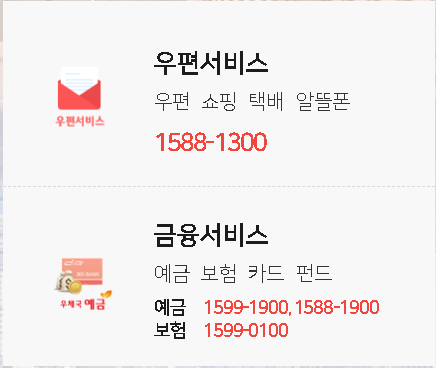 우편서비스
우편 쇼핑 택배 알뜰폰
1588-1300
우편서비스
금융서비스
예금 보험 카드 펀드
예금 1599-1900, 1588-1900
보험 1599-0100
우체국 예금